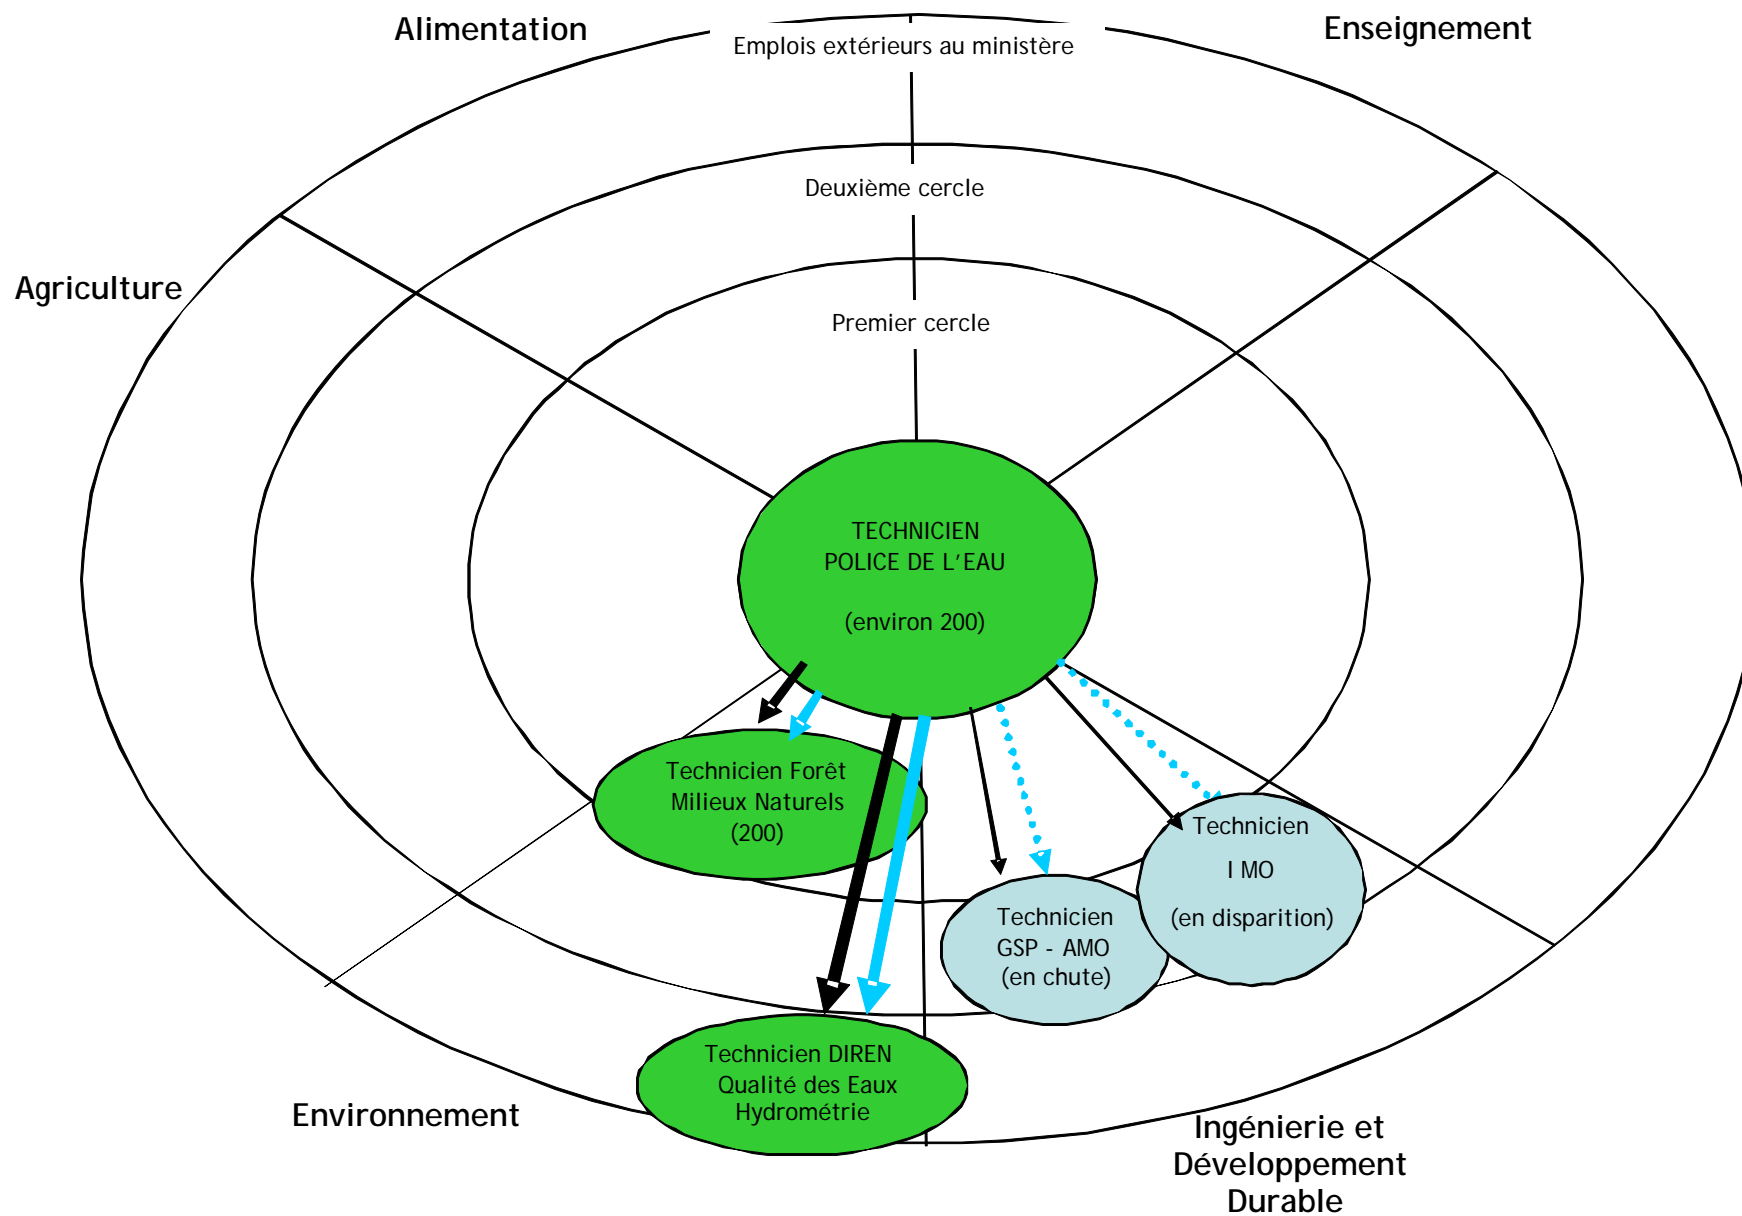 Alimentation
Enseignement
Emplois extérieurs au ministère
Deuxième cercle
Agriculture
Premier cercle
TECHNICIEN
POLICE DE L'EAU
(environ 200)
Technicien Forêt
Milieux Naturels
(200)
Technicien
I MO
(en disparition)
Technicien
GSP - AMO
(en chute)
Technicien DIREN
Qualité des Eaux
Hydrométrie
Environnement
Ingénierie et
Développement
Durable